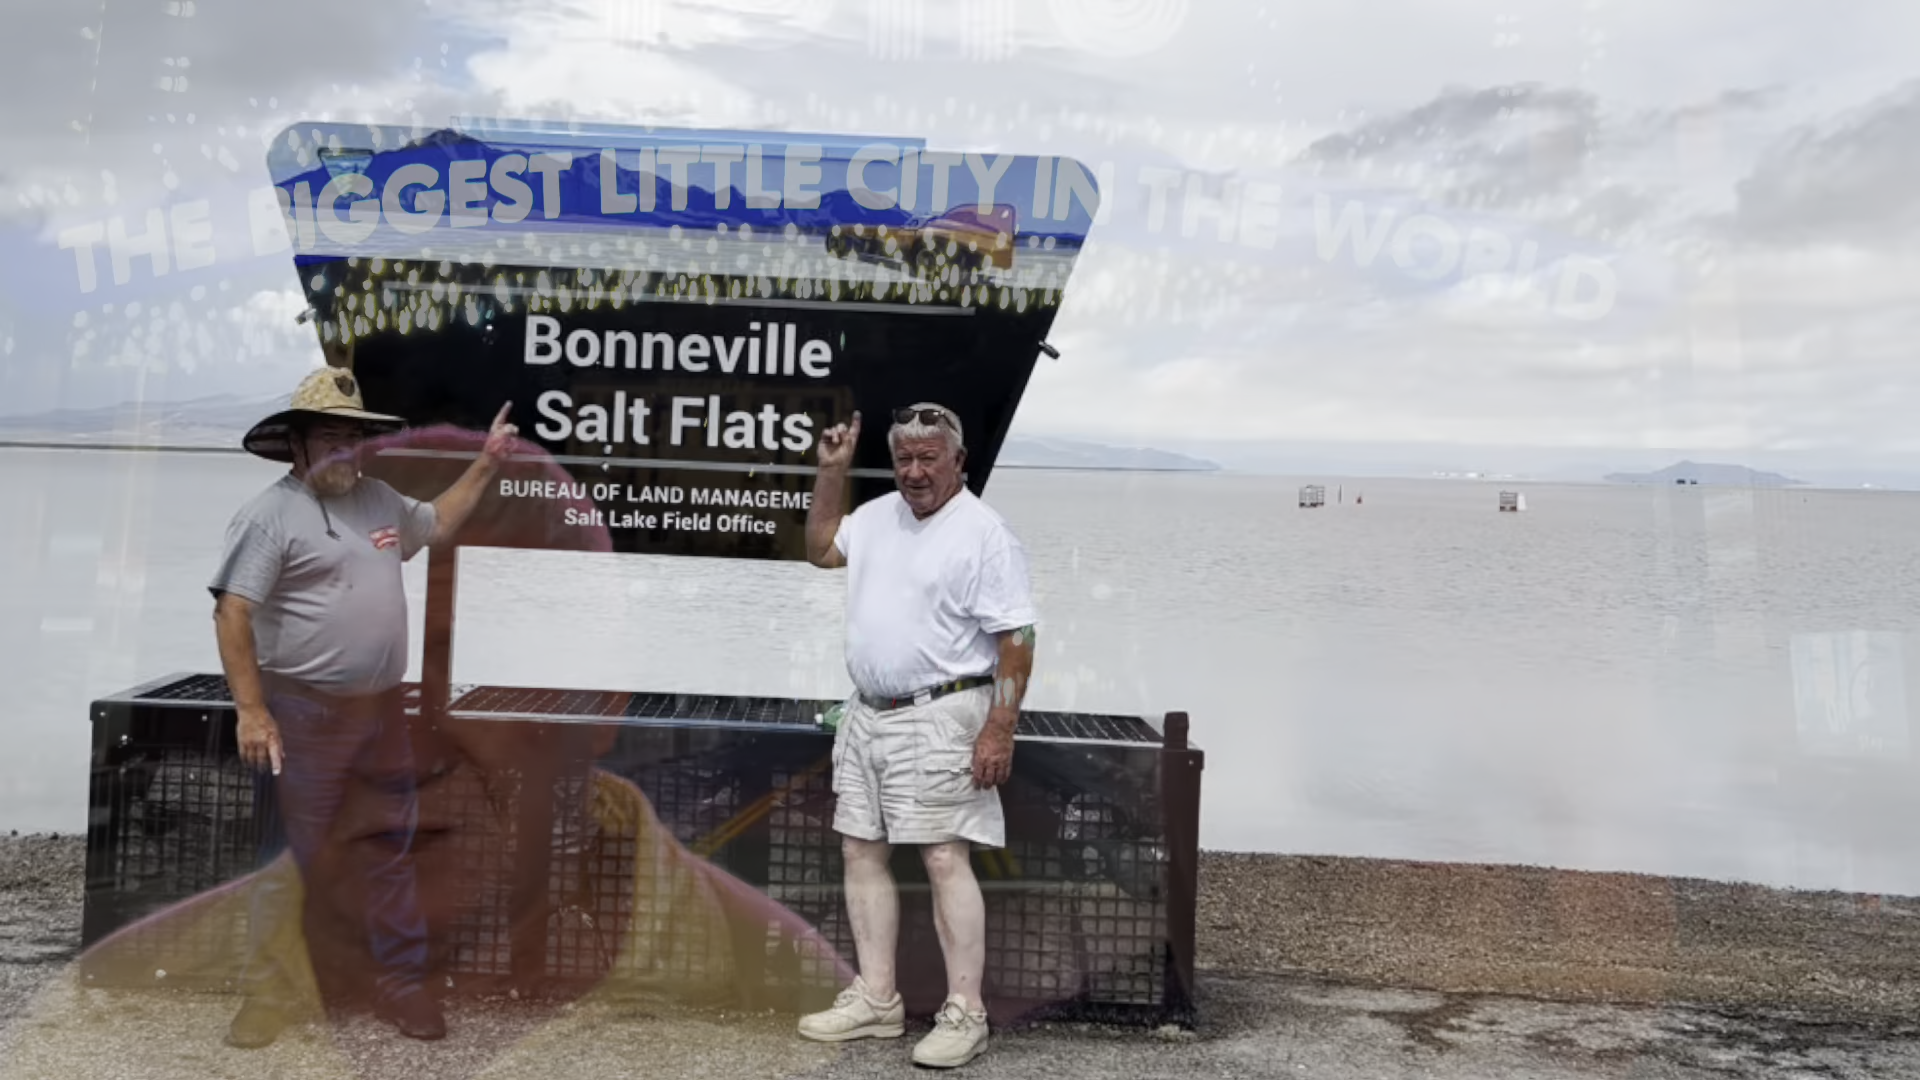 THE BIGGEST LITTLE CITY IN THE WORLD
Bonneville
Salt Flats
BUREAU OF LAND MANAGEME
Salt Lake Field Office